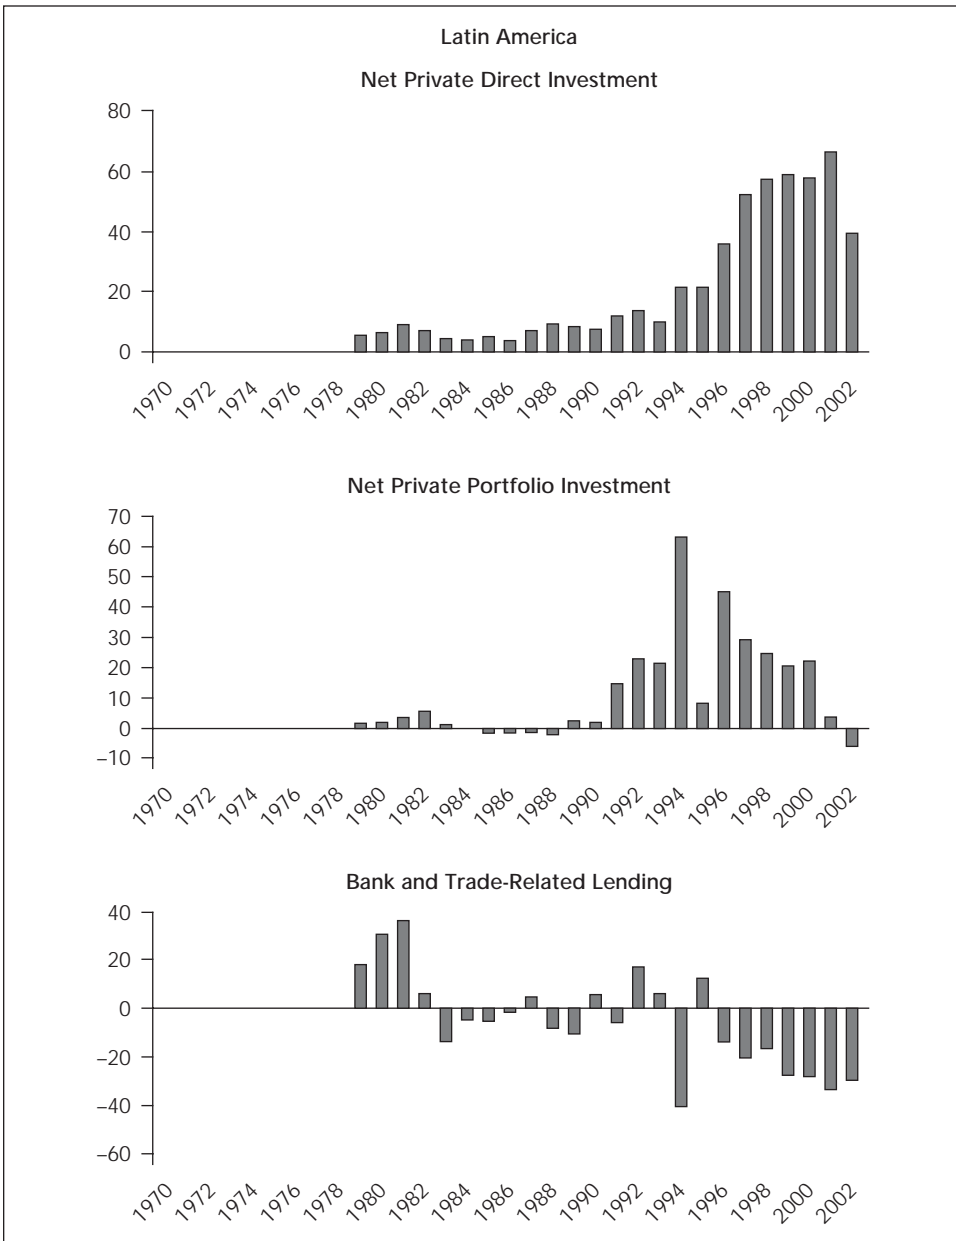 Latin America
Net Private Direct Investment
80
60
40
20
0
1970 1972 1974 1976 1978 1980 1982 1984 1986 1988 1990 1992 1994 1996 1998 2000 2002
Net Private Portfolio Investment
70
60
50
40
30
20
10
0
–10
1970 1972 1974 1976 1978 1980 1982 1984 1986 1988 1990 1992 1994 1996 1998 2000 2002
Bank and Trade-Related Lending
40
20
0
–20
–40
–60
1970 1972 1974 1976 1978 1980 1982 1984 1986 1988 1990 1992 1994 1996 1998 2000 2002